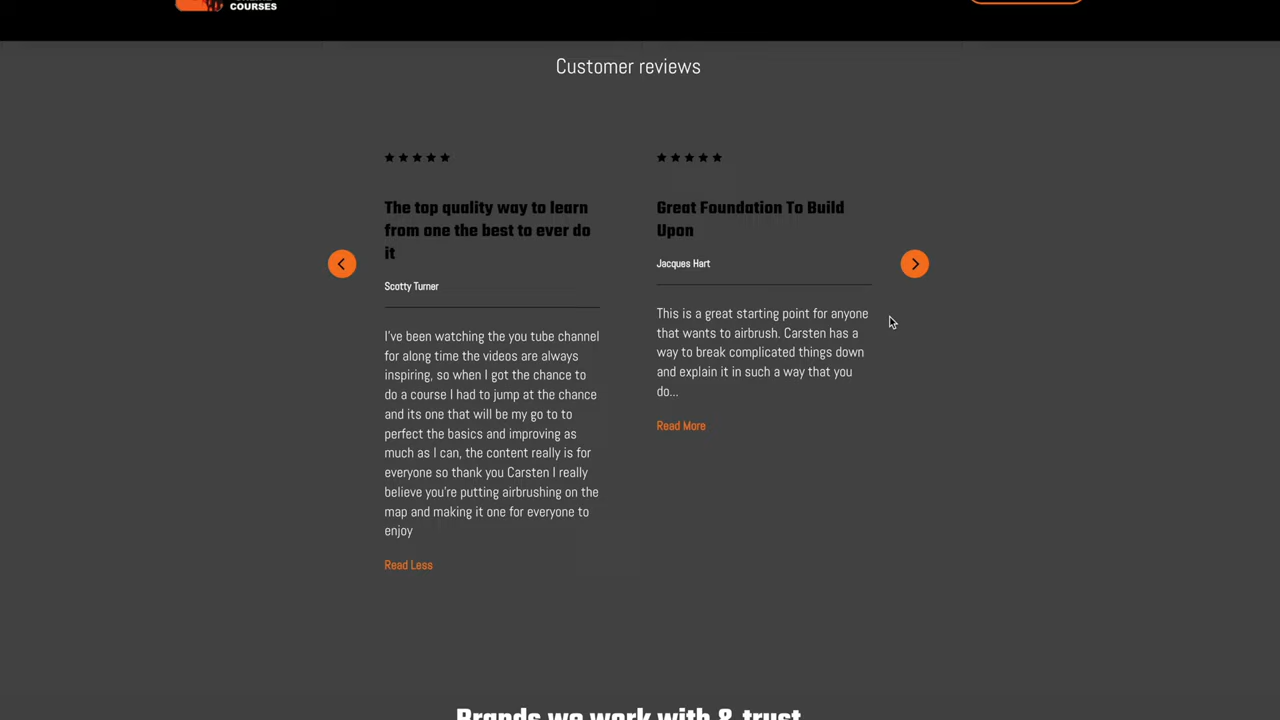 COURSES
Customer reviews
The top quality way to learn
from one the best to ever do
it
Scotty Turner
I've been watching the you tube channel
for along time the videos are always
inspiring, so when I got the chance to
do a course I had to jump at the chance
and its one that will be my go to to
perfect the basics and improving as
much as I can, the content really is for
everyone so thank you Carsten I really
believe you're putting airbrushing on the
map and making it one for everyone to
enjoy
Read Less
Great Foundation To Build
Upon
Jacques Hart
This is a great starting point for anyone
that wants to airbrush. Carsten has a
way to break complicated things down
and explain it in such a way that you
do...
Read More
Brands we work with & trust